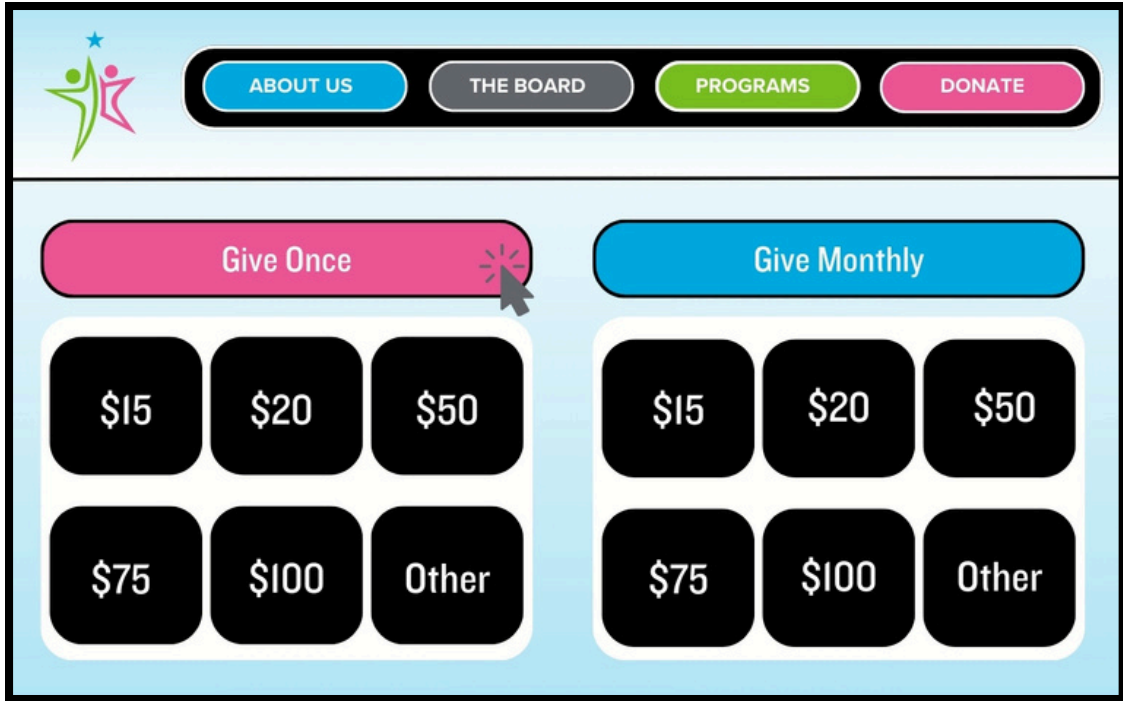 ABOUT US THE BOARD PROGRAMS DONATE
Give Once
$15 $20 $50
$75 $100 Other
Give Monthly
$15 $20 $50
$75 $100 Other